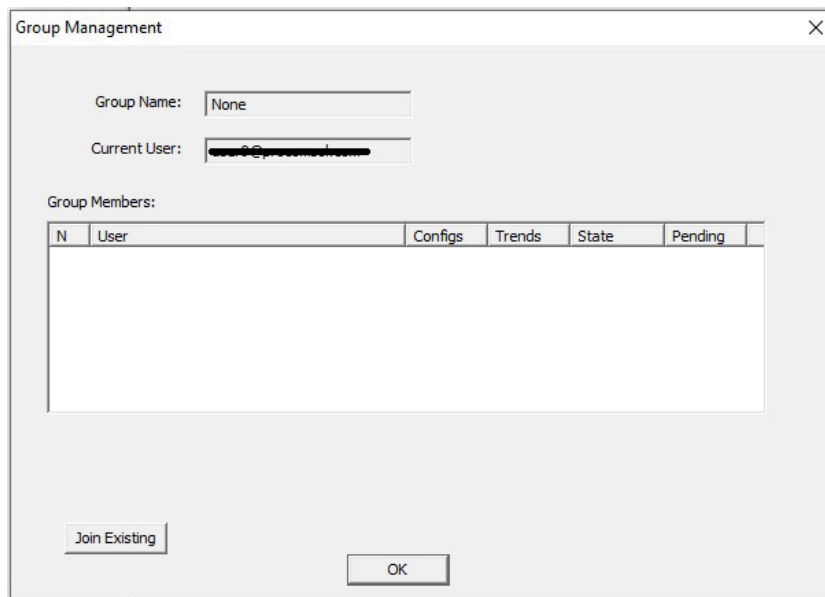 Group Management
Group Name: None
Current User:
Group Members:
N User Configs Trends State Pending
Join Existing
OK